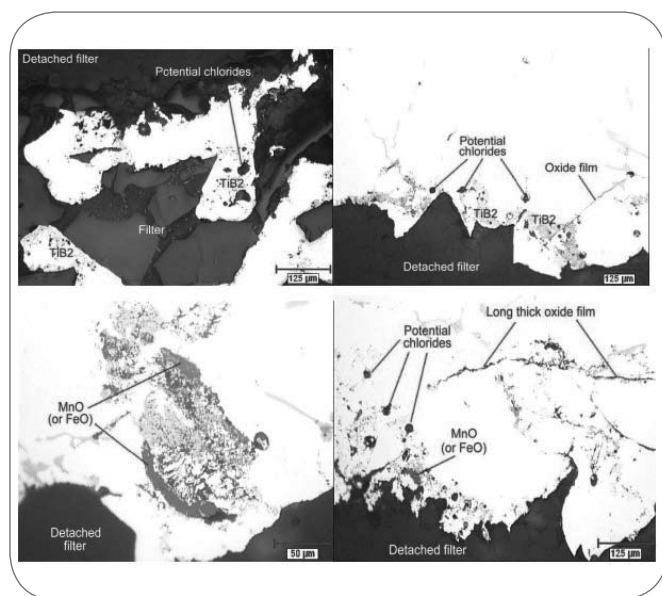 Detached filter
Potential chlorides
TiB2
Filter
TiB2
125 µm
Potential
chlorides
Oxide film
TiB2
TiB2
Detached filter
125 µm
MnO
(or FeO)
Detached
filter
50 µm
Long thick oxide film
Potential
chlorides
MnO
(or FeO)
Detached filter
125 µm